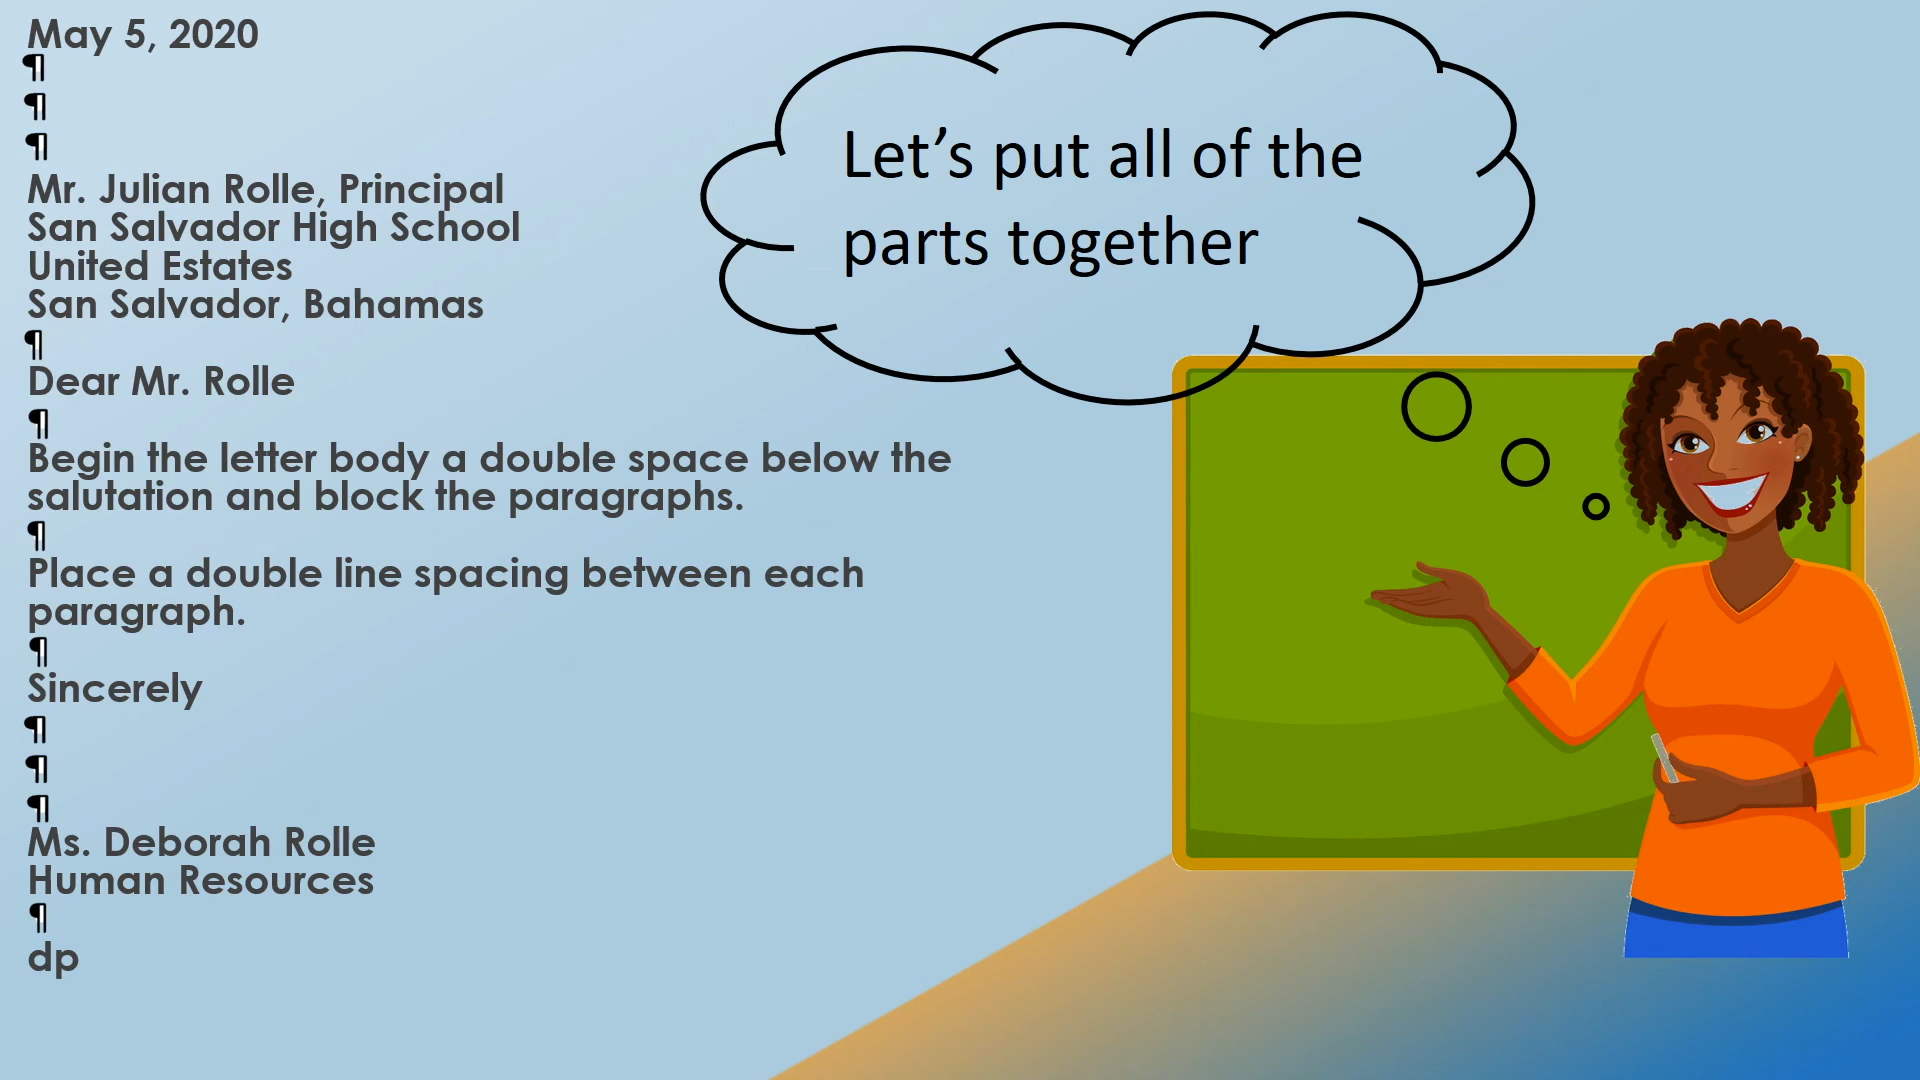 May 5, 2020
¶
¶
¶
Mr. Julian Rolle, Principal
San Salvador High School
United Estates
San Salvador, Bahamas
¶
Dear Mr. Rolle
¶
Begin the letter body a double space below the
salutation and block the paragraphs.
¶
Place a double line spacing between each
paragraph.
¶
Sincerely
¶
¶
¶
Ms. Deborah Rolle
Human Resources
¶
dp
Let’s put all of the
parts together